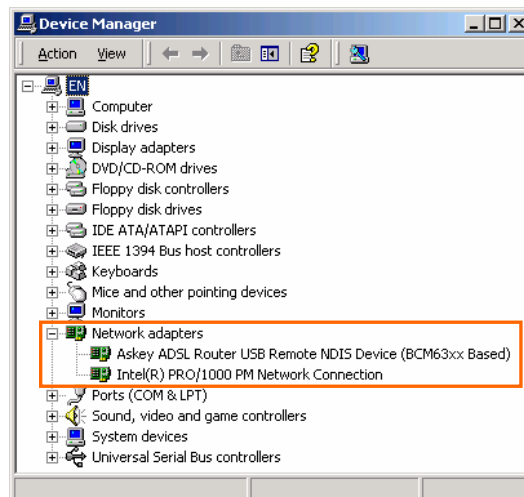 Device Manager
Action View
EN
Computer
Disk drives
Display adapters
DVD/CD-ROM drives
Floppy disk controllers
Floppy disk drives
IDE ATA/ATAPI controllers
IEEE 1394 Bus host controllers
Keyboards
Mice and other pointing devices
Monitors
Network adapters
Askey ADSL Router USB Remote NDIS Device (BCM63xx Based)
Intel(R) PRO/1000 PM Network Connection
Ports (COM & LPT)
Sound, video and game controllers
System devices
Universal Serial Bus controllers